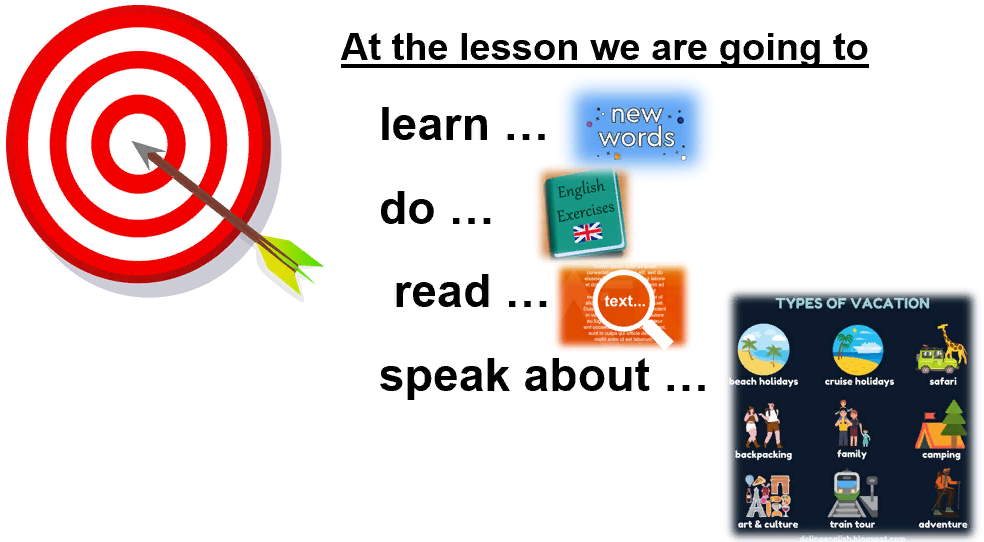 At the lesson we are going to
learn …
new
words
do …
English
Exercises
read …
text...
speak about …
TYPES OF VACATION
beach holidays
cruise holidays
safari
backpacking
family
camping
art & culture
train tour
adventure